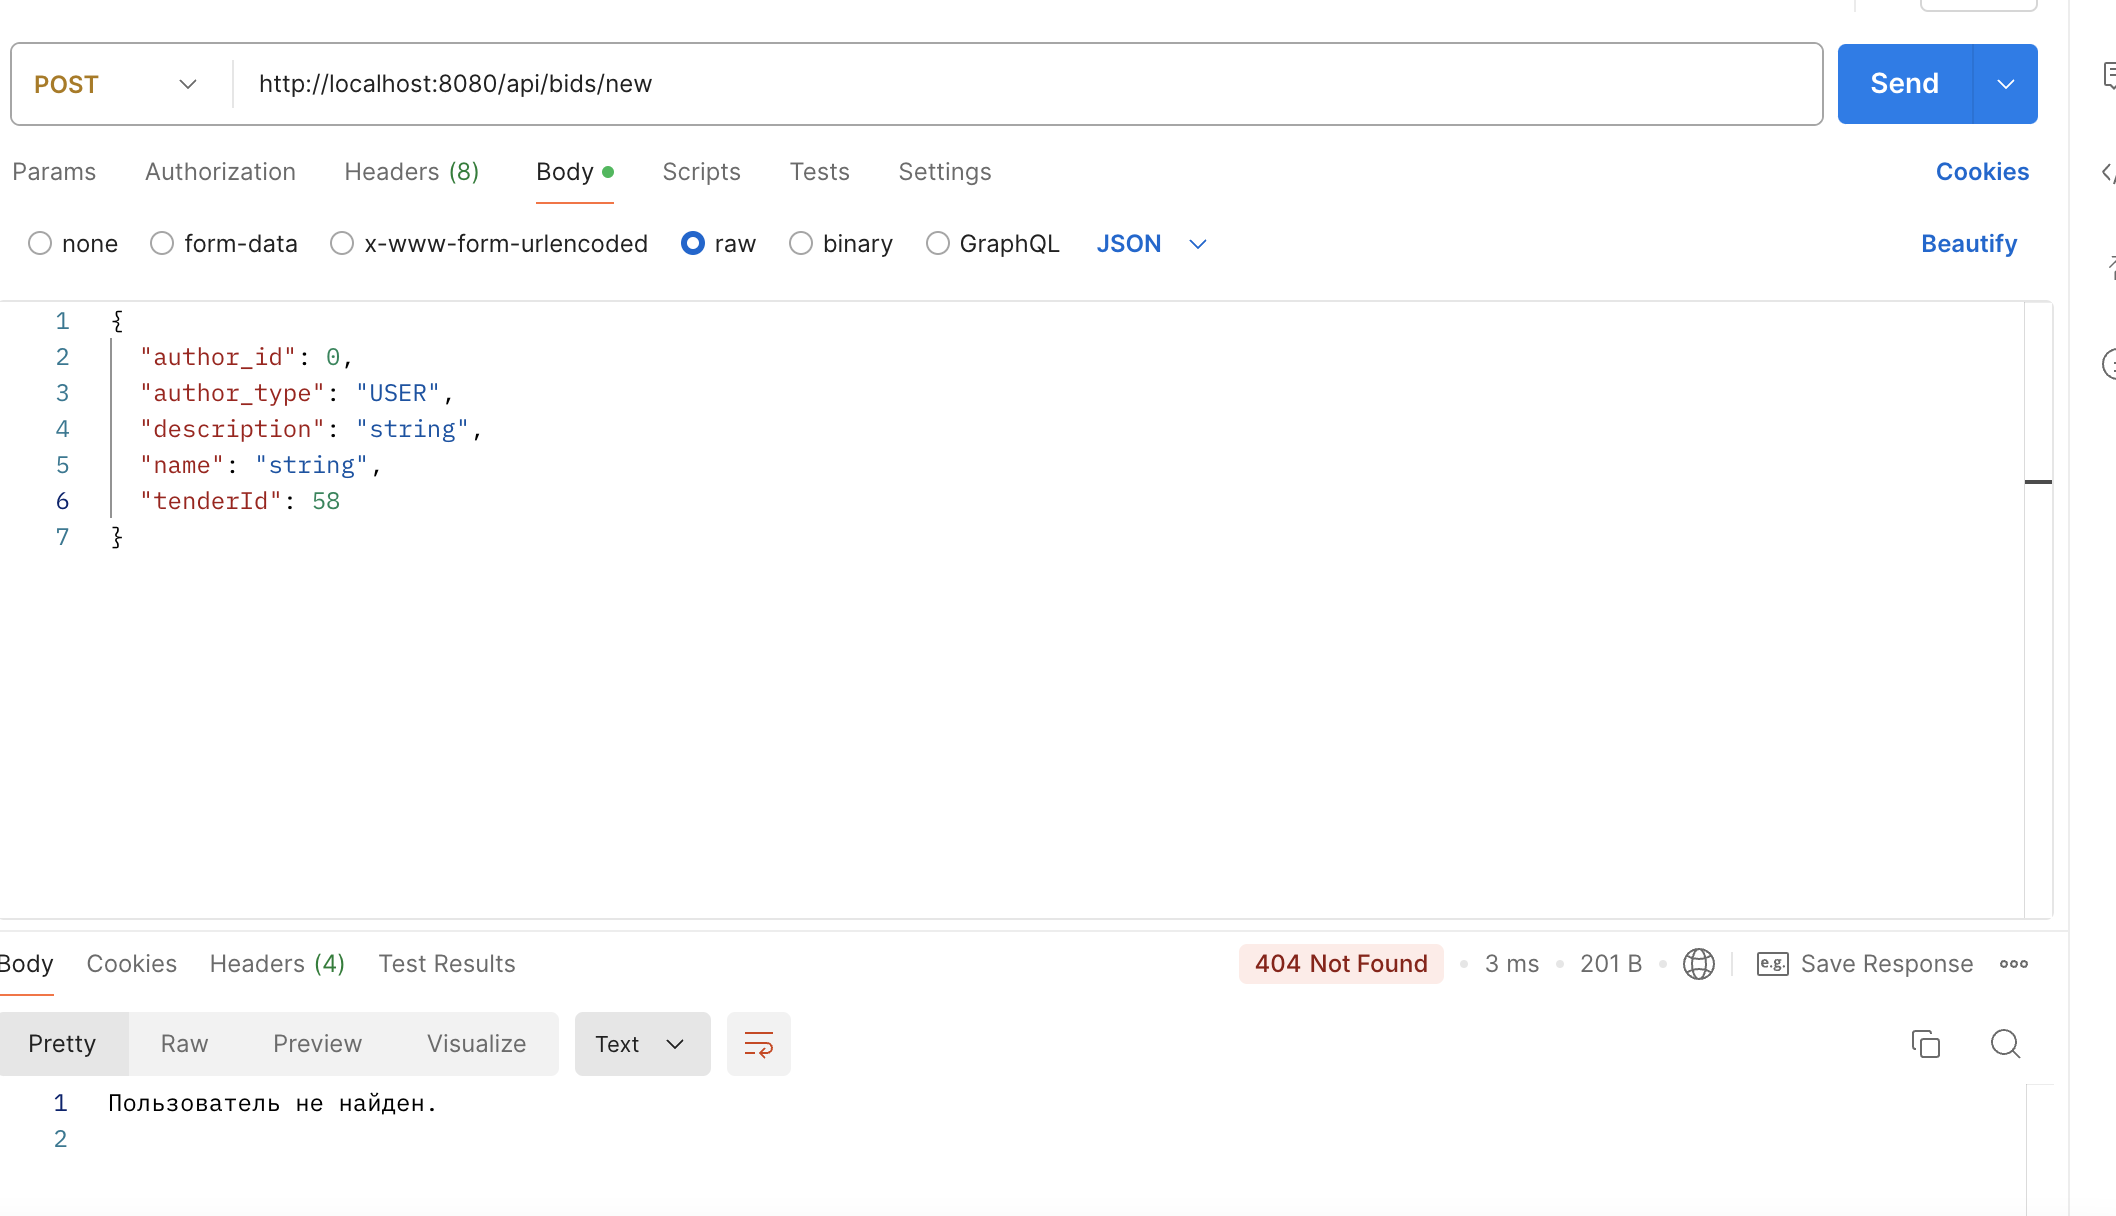 POST http://localhost:8080/api/bids/new Send
Params Authorization Headers (8) Body Scripts Tests Settings Cookies
none form-data x-www-form-urlencoded raw binary GraphQL JSON Beautify
1 {
2 "author_id": 0,
3 "author_type": "USER",
4 "description": "string",
5 "name": "string",
6 "tenderId": 58
7 }
Body Cookies Headers (4) Test Results 404 Not Found • 3 ms • 201 B • e.g. Save Response
Pretty Raw Preview Visualize Text
1 Пользователь не найден.
2